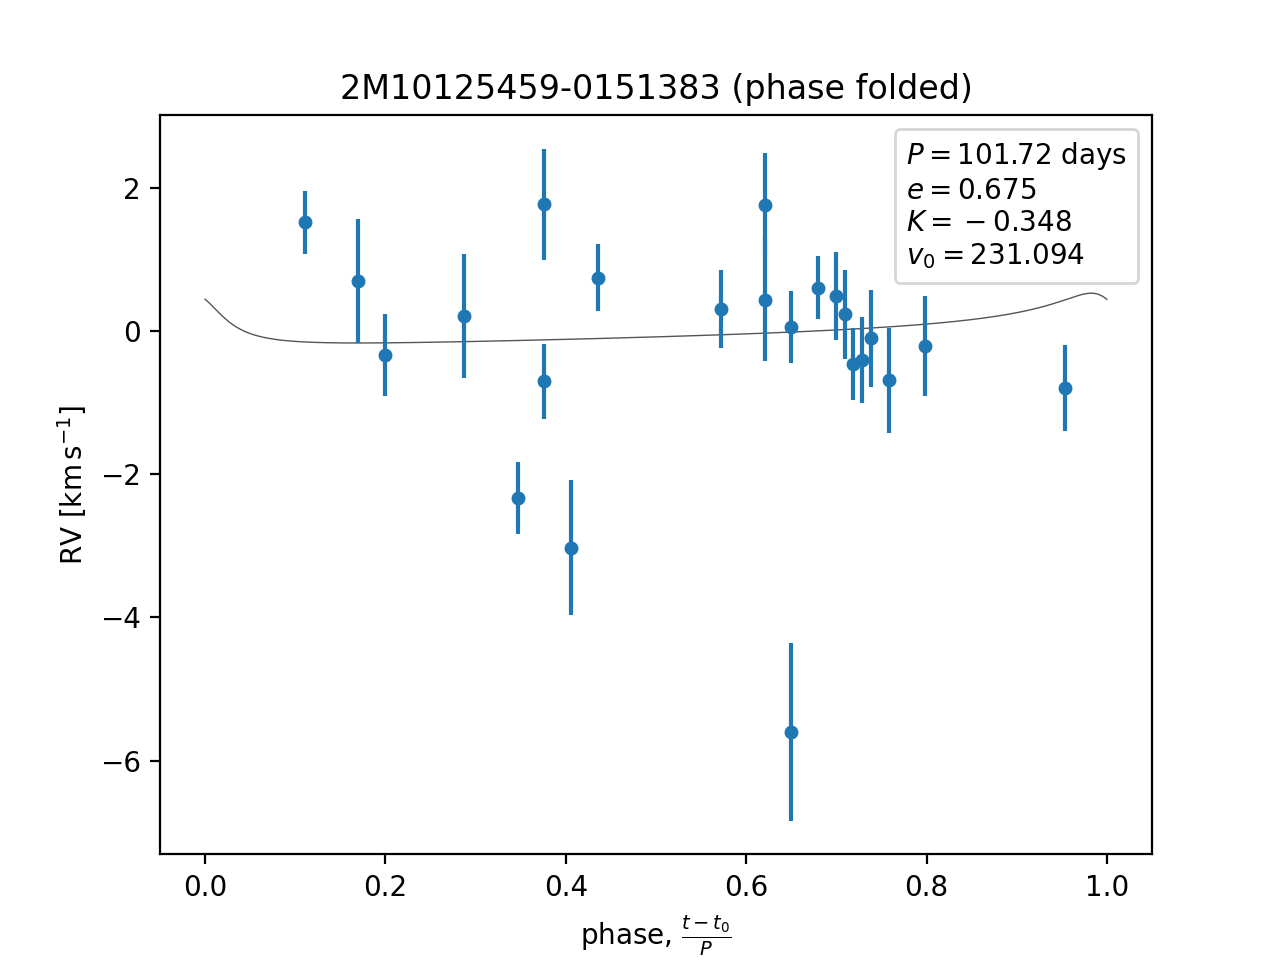 2M10125459-0151383 (phase folded)
P = 101.72 days
e = 0.675
K = −0.348
v₀ = 231.094
RV [km s⁻¹]
2
0
−2
−4
−6
0.0 0.2 0.4 0.6 0.8 1.0
phase, (t − t₀)/P